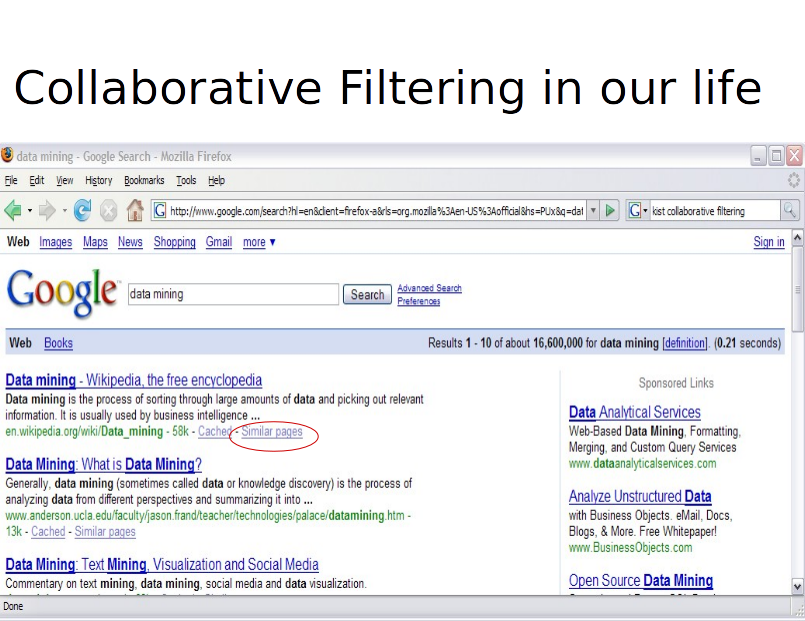 Collaborative Filtering in our life
data mining - Google Search - Mozilla Firefox
File Edit View History Bookmarks Tools Help
G http://www.google.com/search?hl=en&client=firefox-a&rls=org.mozilla%3Aen-US%3Aofficial&hs=PUx&q=dat G kist collaborative filtering
Web Images Maps News Shopping Gmail more ▼ Sign in
Google data mining Search Advanced Search
Preferences
Web Books Results 1 - 10 of about 16,600,000 for data mining [definition]. (0.21 seconds)
Data mining - Wikipedia, the free encyclopedia
Data mining is the process of sorting through large amounts of data and picking out relevant
information. It is usually used by business intelligence ...
en.wikipedia.org/wiki/Data_mining - 58k - Cached - Similar pages
Data Mining: What is Data Mining?
Generally, data mining (sometimes called data or knowledge discovery) is the process of
analyzing data from different perspectives and summarizing it into ...
www.anderson.ucla.edu/faculty/jason.frand/teacher/technologies/palace/datamining.htm -
13k - Cached - Similar pages
Data Mining: Text Mining, Visualization and Social Media
Commentary on text mining, data mining, social media and data visualization.
Sponsored Links
Data Analytical Services
Web-Based Data Mining, Formatting,
Merging, and Custom Query Services
www.dataanalyticalservices.com
Analyze Unstructured Data
with Business Objects. eMail, Docs,
Blogs, & More. Free Whitepaper!
www.BusinessObjects.com
Open Source Data Mining
Done